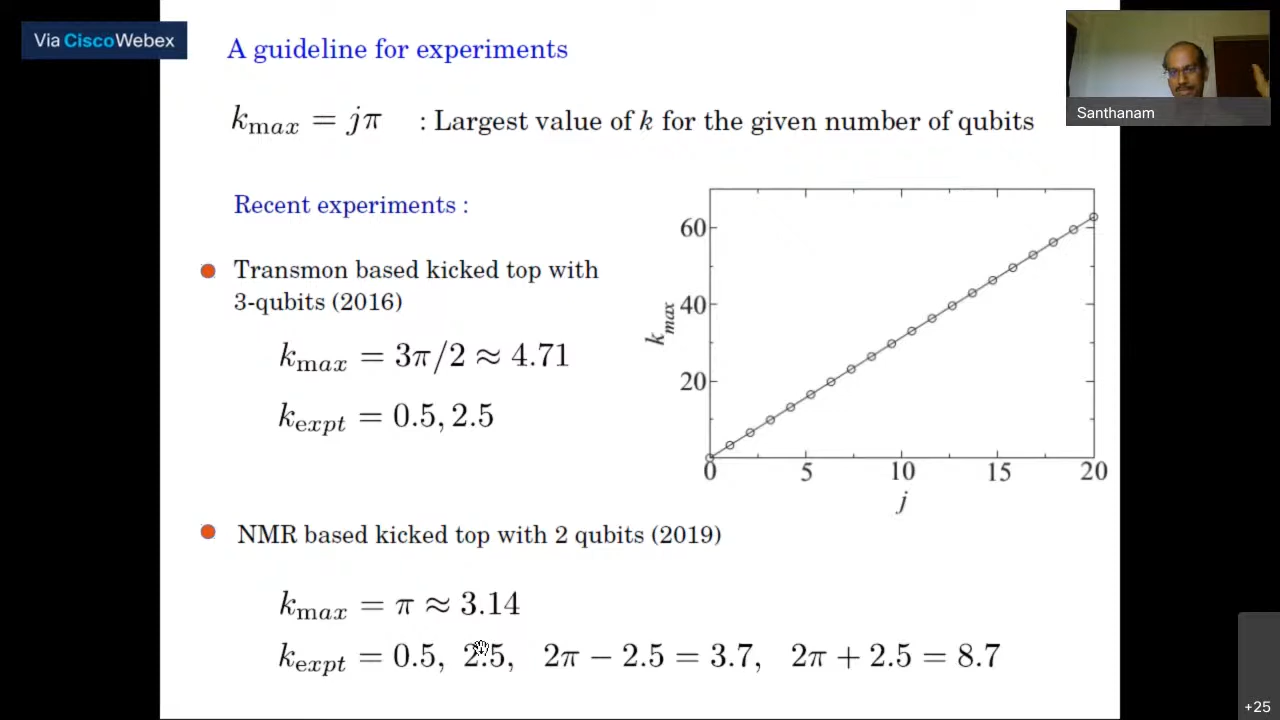 Via CiscoWebex
A guideline for experiments
Santhanam
k_max = jπ : Largest value of k for the given number of qubits
Recent experiments :
Transmon based kicked top with
3-qubits (2016)
k_max = 3π/2 ≈ 4.71
k_expt = 0.5, 2.5
k_max
60
40
20
0 5 10 15 20
j
NMR based kicked top with 2 qubits (2019)
k_max = π ≈ 3.14
k_expt = 0.5, 2.5, 2π − 2.5 = 3.7, 2π + 2.5 = 8.7
+25